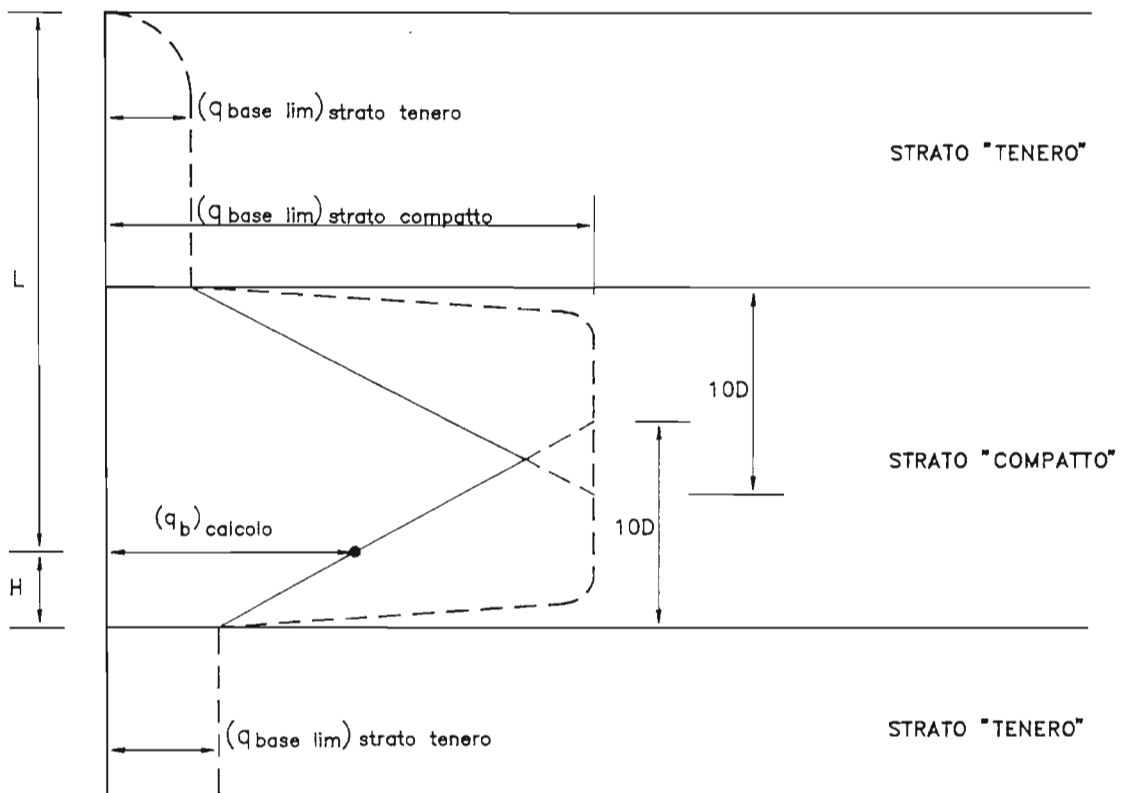 (q base lim) strato tenero
STRATO "TENERO"
(q base lim) strato compatto
L
10D
STRATO "COMPATTO"
(q b) calcolo
10D
H
(q base lim) strato tenero
STRATO "TENERO"